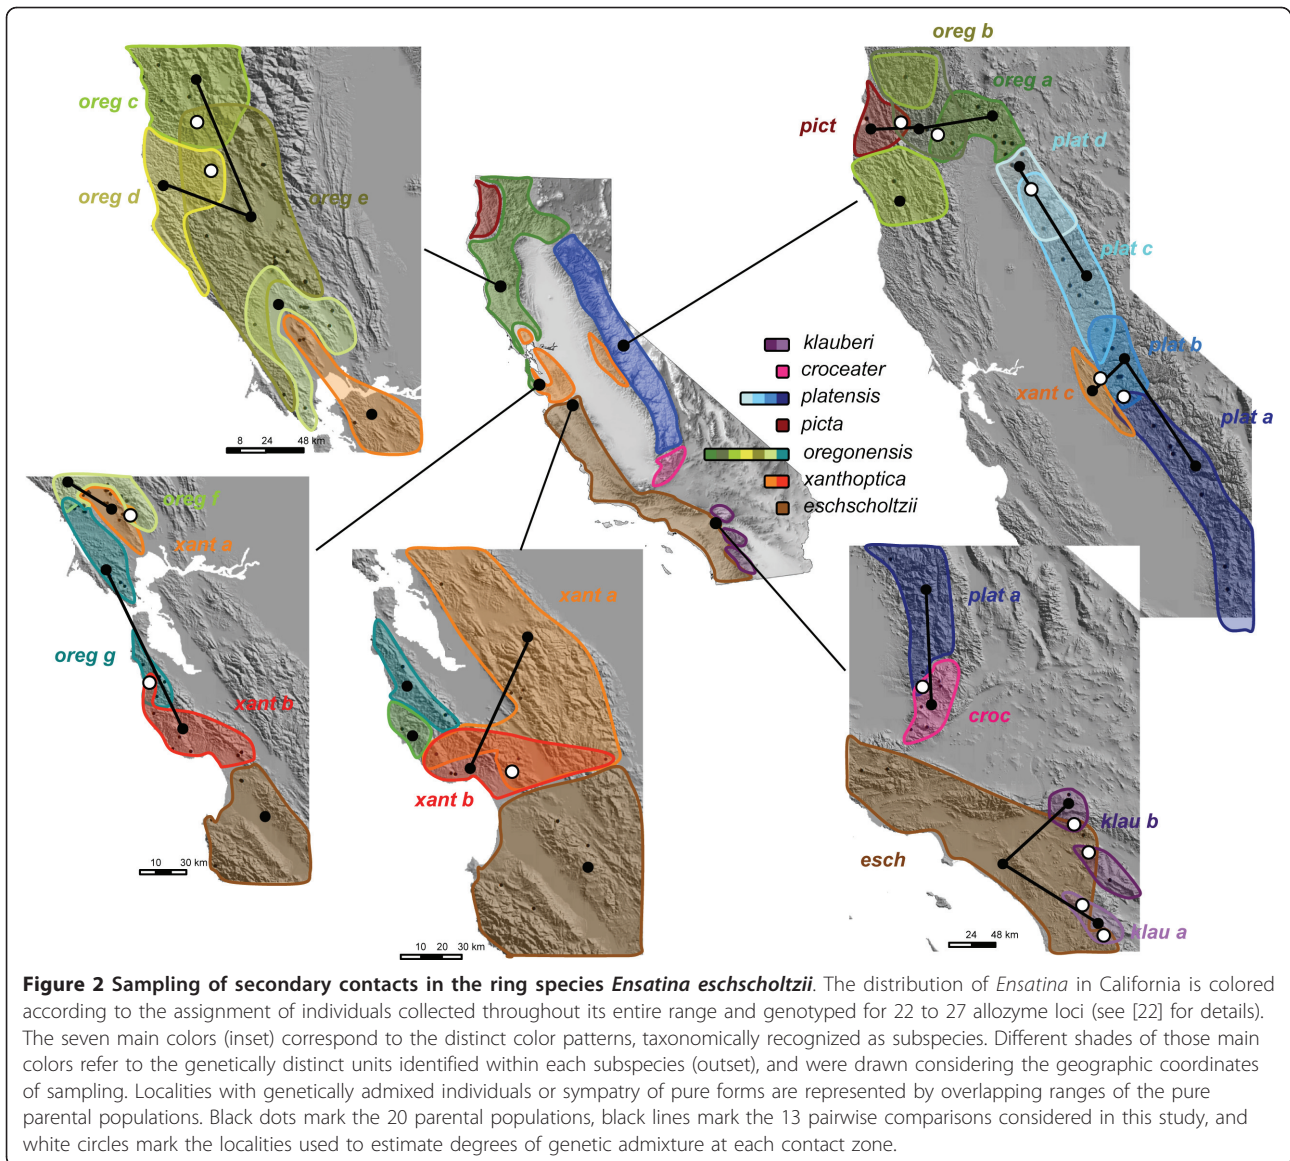 oreg b
oreg c
oreg a
pict
plat d
oreg d
oreg e
plat c
klauberi
croceater
platensis
picta
oregonensis
xanthoptica
eschscholtzii
plat b
xant c
plat a
8 24 48 km
oreg f
xant a
oreg g
xant b
10 30 km
xant a
xant b
10 20 30 km
plat a
croc
klau b
esch
klau a
24 48 km
Figure 2 Sampling of secondary contacts in the ring species Ensatina eschscholtzii. The distribution of Ensatina in California is colored
according to the assignment of individuals collected throughout its entire range and genotyped for 22 to 27 allozyme loci (see [22] for details).
The seven main colors (inset) correspond to the distinct color patterns, taxonomically recognized as subspecies. Different shades of those main
colors refer to the genetically distinct units identified within each subspecies (outset), and were drawn considering the geographic coordinates
of sampling. Localities with genetically admixed individuals or sympatry of pure forms are represented by overlapping ranges of the pure
parental populations. Black dots mark the 20 parental populations, black lines mark the 13 pairwise comparisons considered in this study, and
white circles mark the localities used to estimate degrees of genetic admixture at each contact zone.